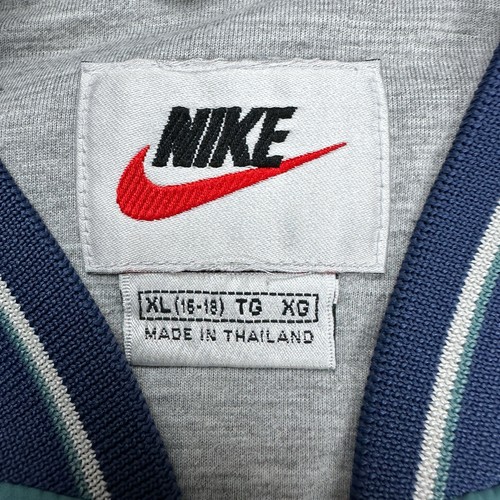 NIKE
XL (16-18) TG XG
MADE IN THAILAND